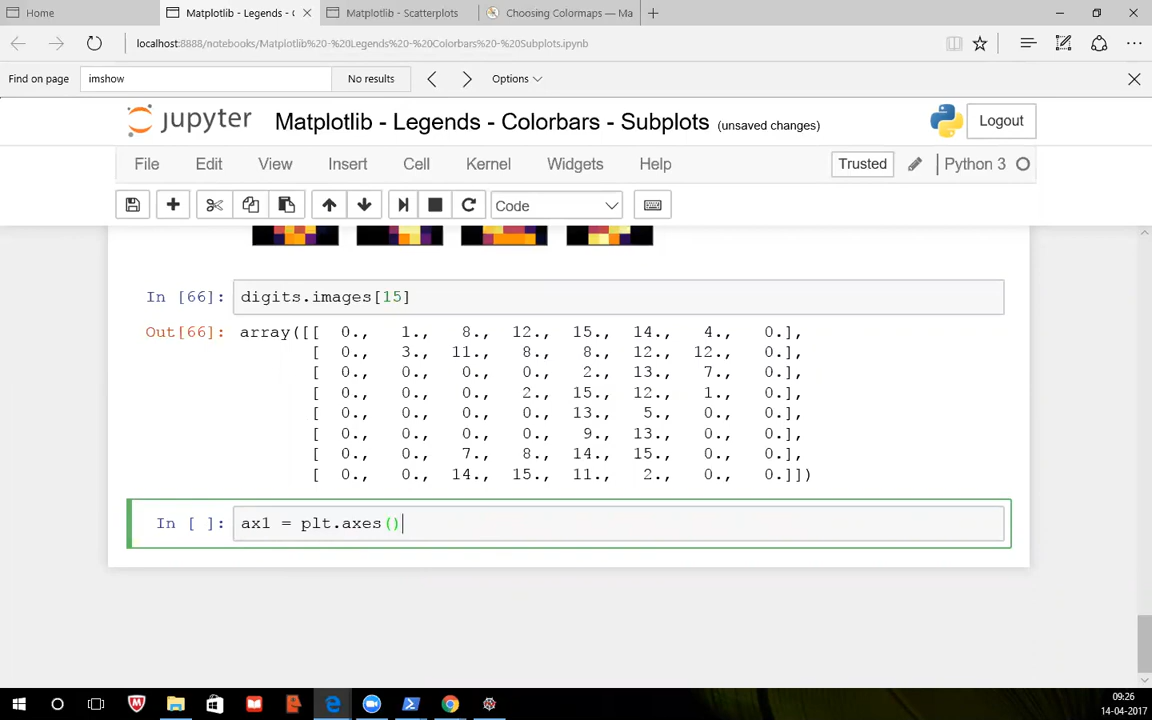 Home
Matplotlib - Legends - C
Matplotlib - Scatterplots
Choosing Colormaps — Ma
localhost:8888/notebooks/Matplotlib%20-%20Legends%20-%20Colorbars%20-%20Subplots.ipynb
Find on page
imshow
No results
Options
jupyter
Matplotlib - Legends - Colorbars - Subplots (unsaved changes)
Logout
File Edit View Insert Cell Kernel Widgets Help
Trusted
Python 3
Code
In [66]: digits.images[15]
Out[66]: array([[ 0., 1., 8., 12., 15., 14., 4., 0.],
[ 0., 3., 11., 8., 8., 12., 12., 0.],
[ 0., 0., 0., 0., 2., 13., 7., 0.],
[ 0., 0., 0., 2., 15., 12., 1., 0.],
[ 0., 0., 0., 0., 13., 5., 0., 0.],
[ 0., 0., 0., 0., 9., 13., 0., 0.],
[ 0., 0., 7., 8., 14., 15., 0., 0.],
[ 0., 0., 14., 15., 11., 2., 0., 0.]])
In [ ]: ax1 = plt.axes()
09:26
14-04-2017